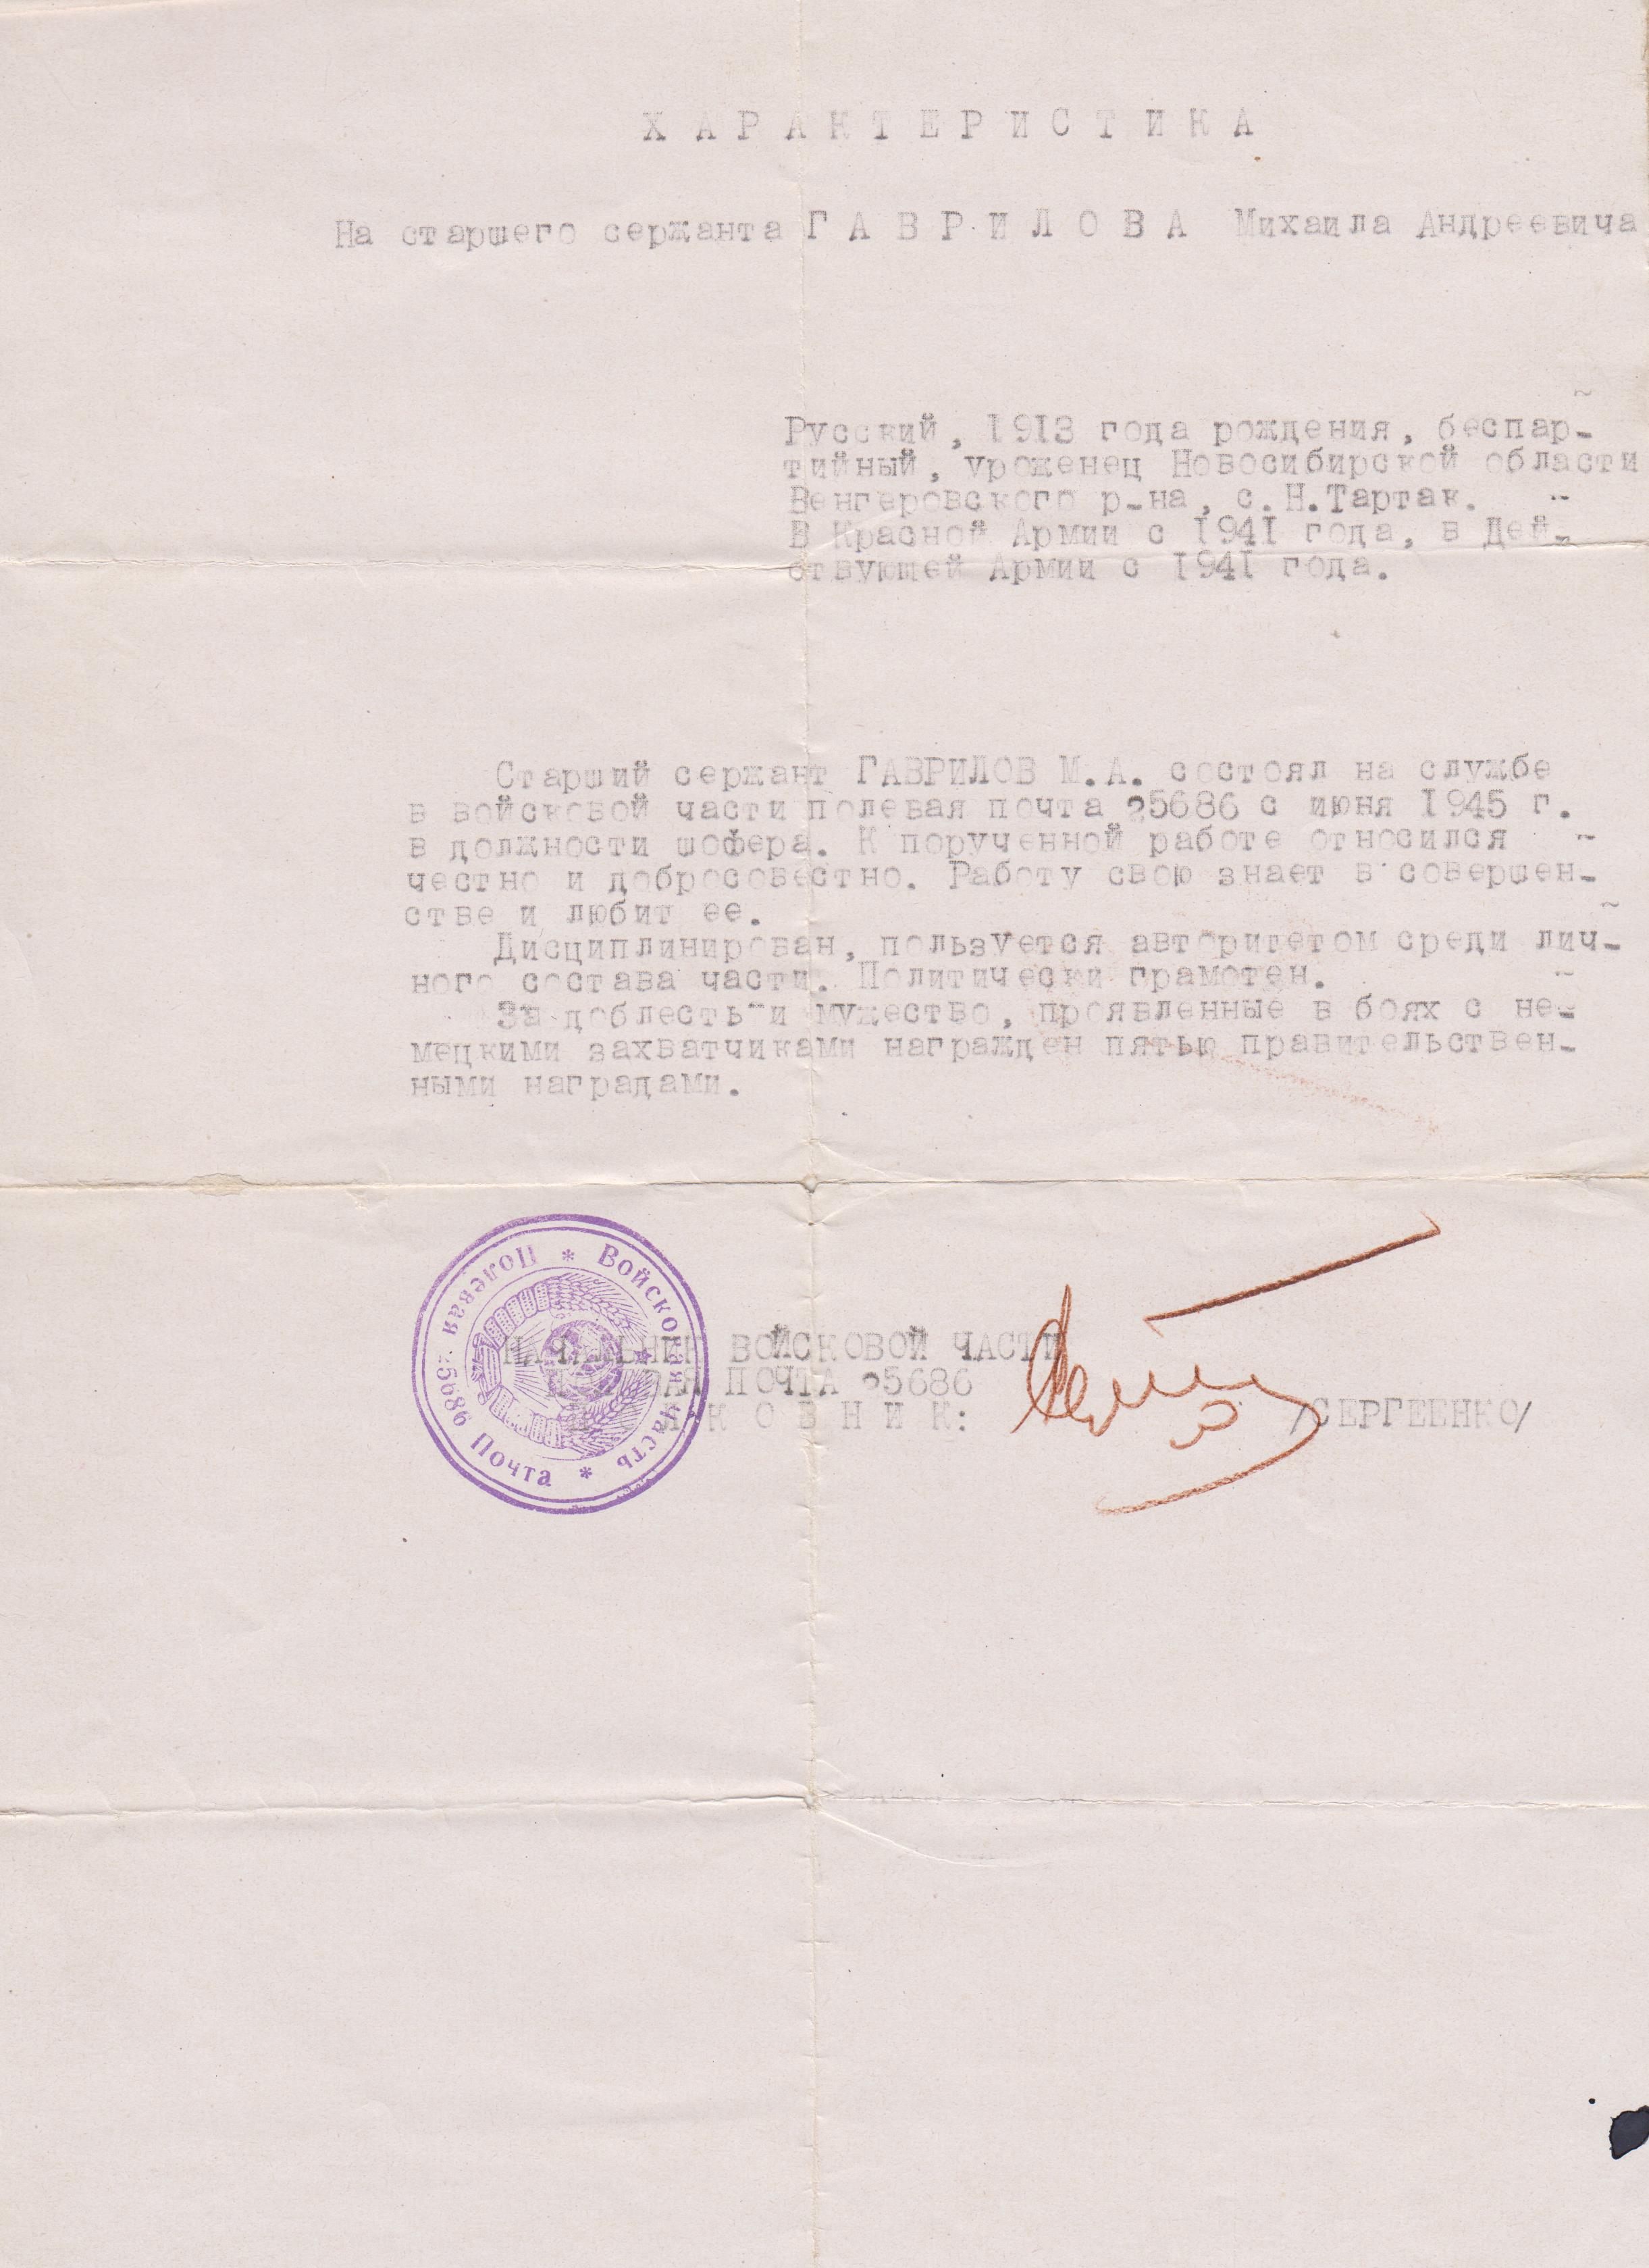 ХАРАКТЕРИСТИКА
На старшего сержанта ГАВРИЛОВА Михаила Андреевича
Русский, 1913 года рождения, беспар-
тийный, уроженец Новосибирской области
Венгеровского р-на, с.Н.Тартак.
В Красной Армии с 1941 года, в Дей-
ствующей Армии с 1941 года.
Старший сержант ГАВРИЛОВ М.А. состоял на службе
в войсковой части полевая почта 25686 с июня 1945 г.
в должности шофера. К порученной работе относился
честно и добросовестно. Работу свою знает в совершен-
стве и любит ее.
Дисциплинирован, пользуется авторитетом среди лич-
ного состава части. Политически грамотен.
За доблесть и мужество, проявленные в боях с не-
мецкими захватчиками награжден пятью правительствен-
ными наградами.
НАЧАЛЬНИК ВОЙСКОВОЙ ЧАСТИ
ПОЛЕВАЯ ПОЧТА 25686
ПОЛКОВНИК: /СЕРГЕЕНКО/
* Войсковая часть * Полевая Почта 25686